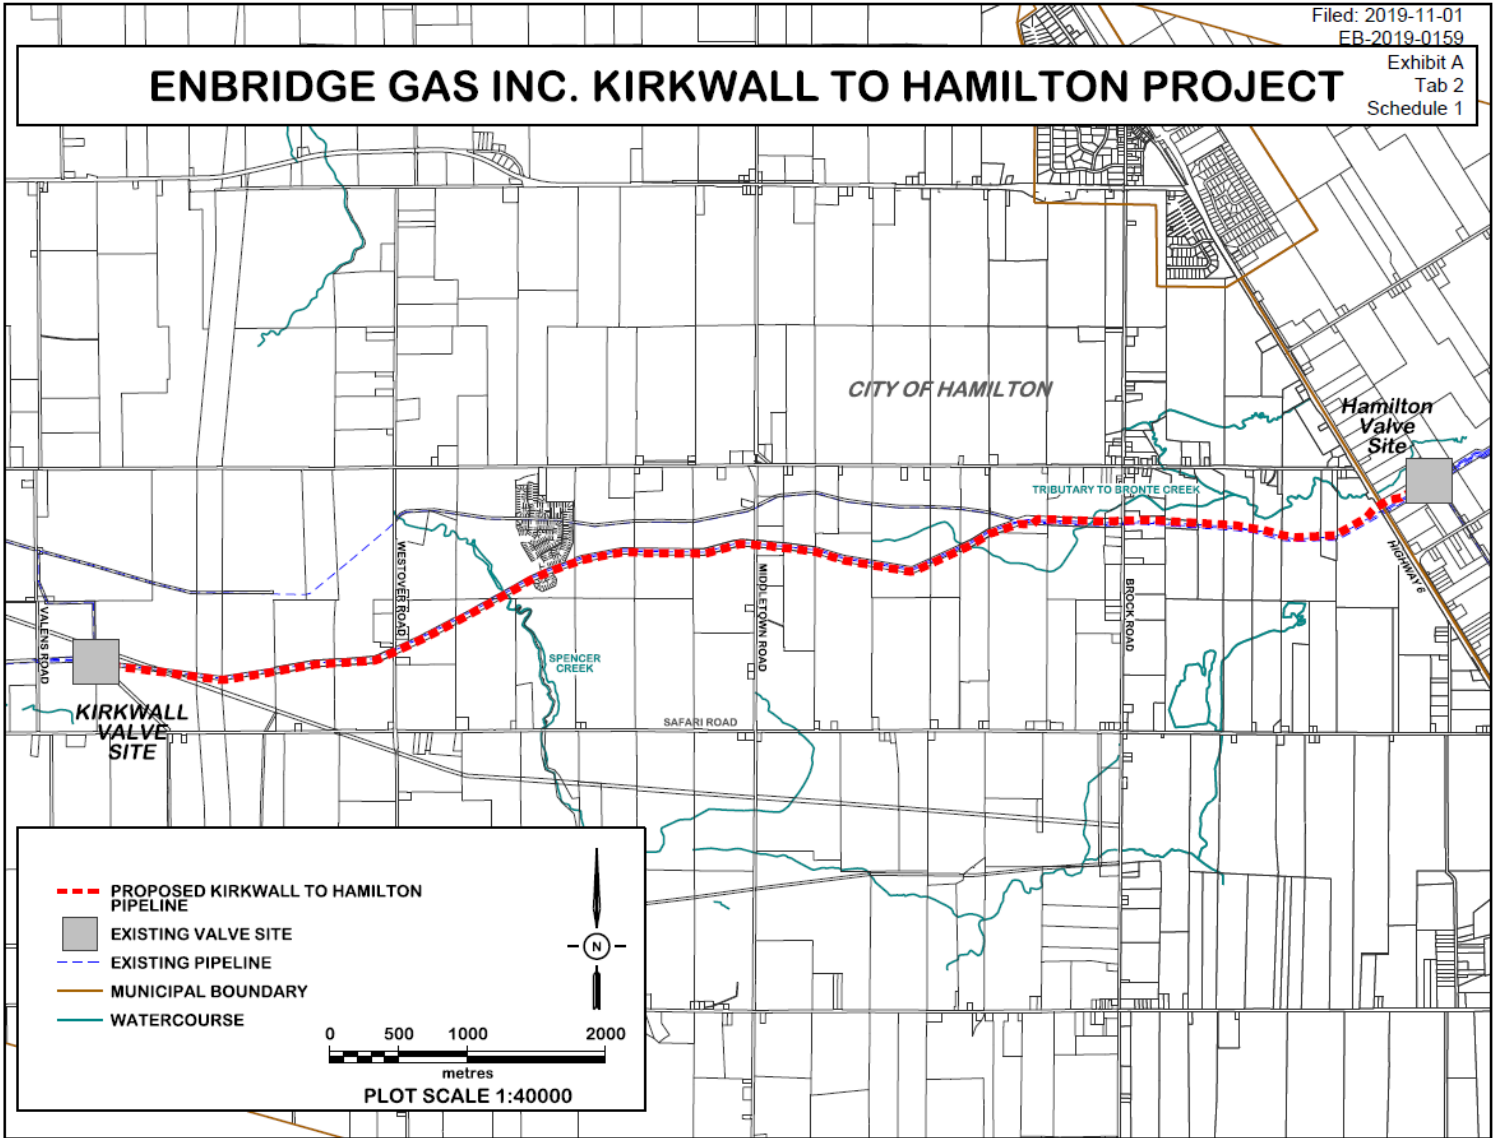 Filed: 2019-11-01
EB-2019-0159
Exhibit A
Tab 2
Schedule 1
ENBRIDGE GAS INC. KIRKWALL TO HAMILTON PROJECT
CITY OF HAMILTON
Hamilton
Valve
Site
TRIBUTARY TO BRONTE CREEK
HIGHWAY 6
WESTOVER ROAD
MIDDLETOWN ROAD
BROCK ROAD
VALENS ROAD
SPENCER
CREEK
KIRKWALL
VALVE
SITE
SAFARI ROAD
PROPOSED KIRKWALL TO HAMILTON
PIPELINE
EXISTING VALVE SITE
EXISTING PIPELINE
MUNICIPAL BOUNDARY
WATERCOURSE
N
0 500 1000 2000
metres
PLOT SCALE 1:40000